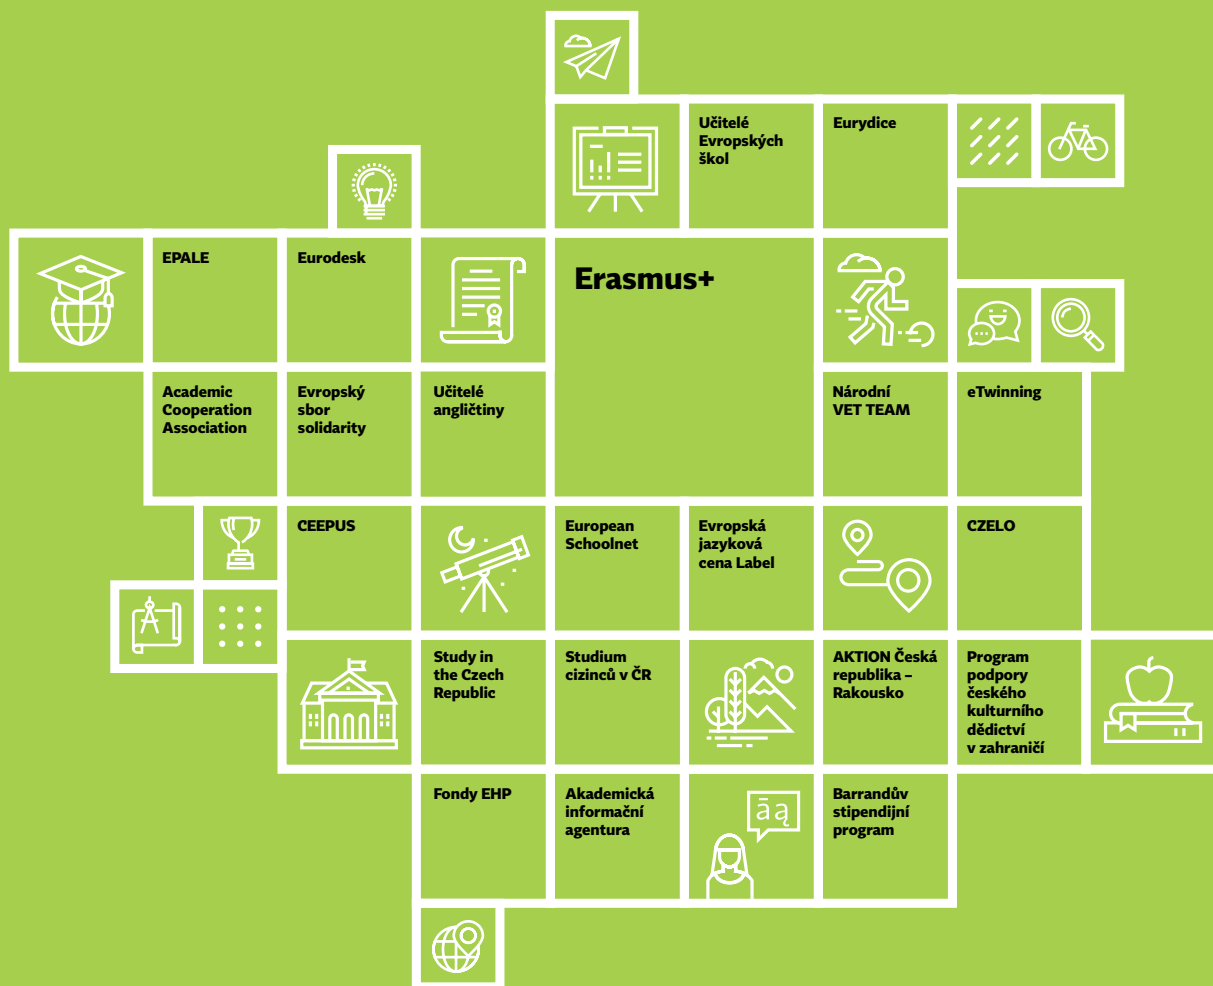 Učitelé
Evropských
škol
Eurydice
EPALE
Eurodesk
Erasmus+
Academic
Cooperation
Association
Evropský
sbor
solidarity
Učitelé
angličtiny
Národní
VET TEAM
eTwinning
CEEPUS
European
Schoolnet
Evropská
jazyková
cena Label
CZELO
Study in
the Czech
Republic
Studium
cizinců v ČR
AKTION Česká
republika –
Rakousko
Program
podpory
českého
kulturního
dědictví
v zahraničí
Fondy EHP
Akademická
informační
agentura
āą
Barrandův
stipendijní
program